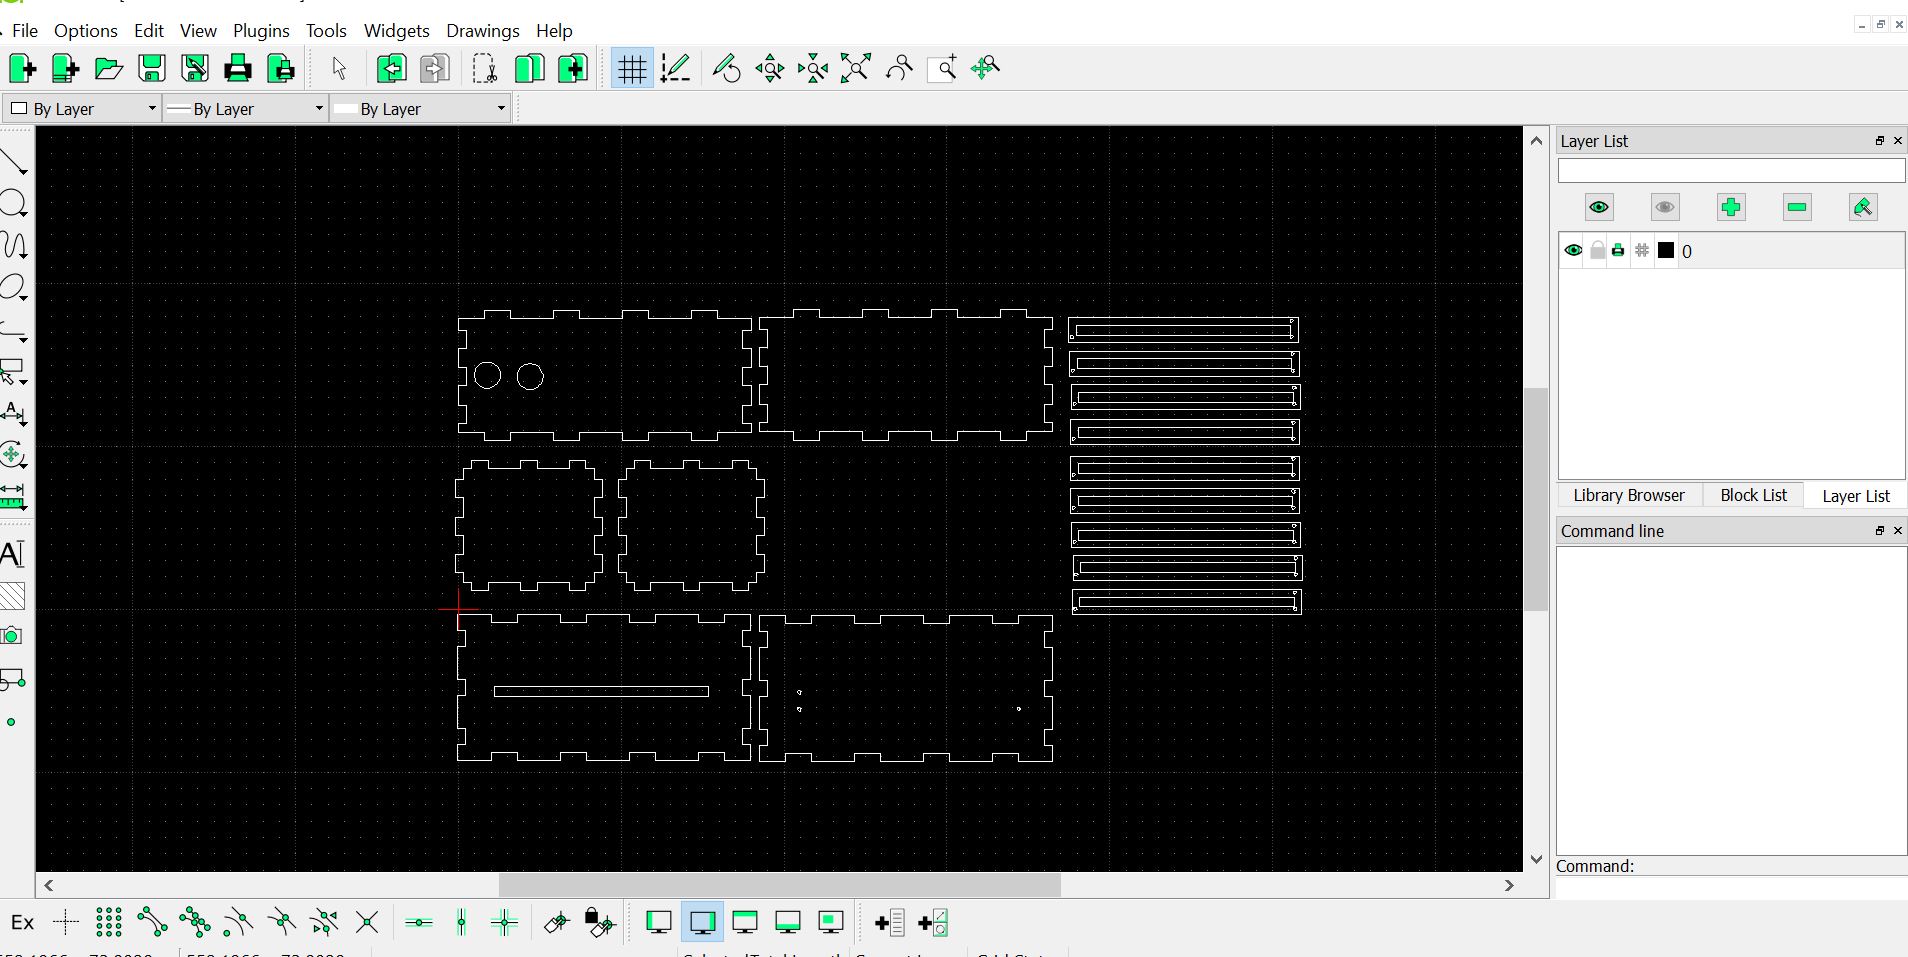 File Options Edit View Plugins Tools Widgets Drawings Help
By Layer By Layer By Layer
Layer List
0
Library Browser Block List Layer List
Command line
Command:
Ex